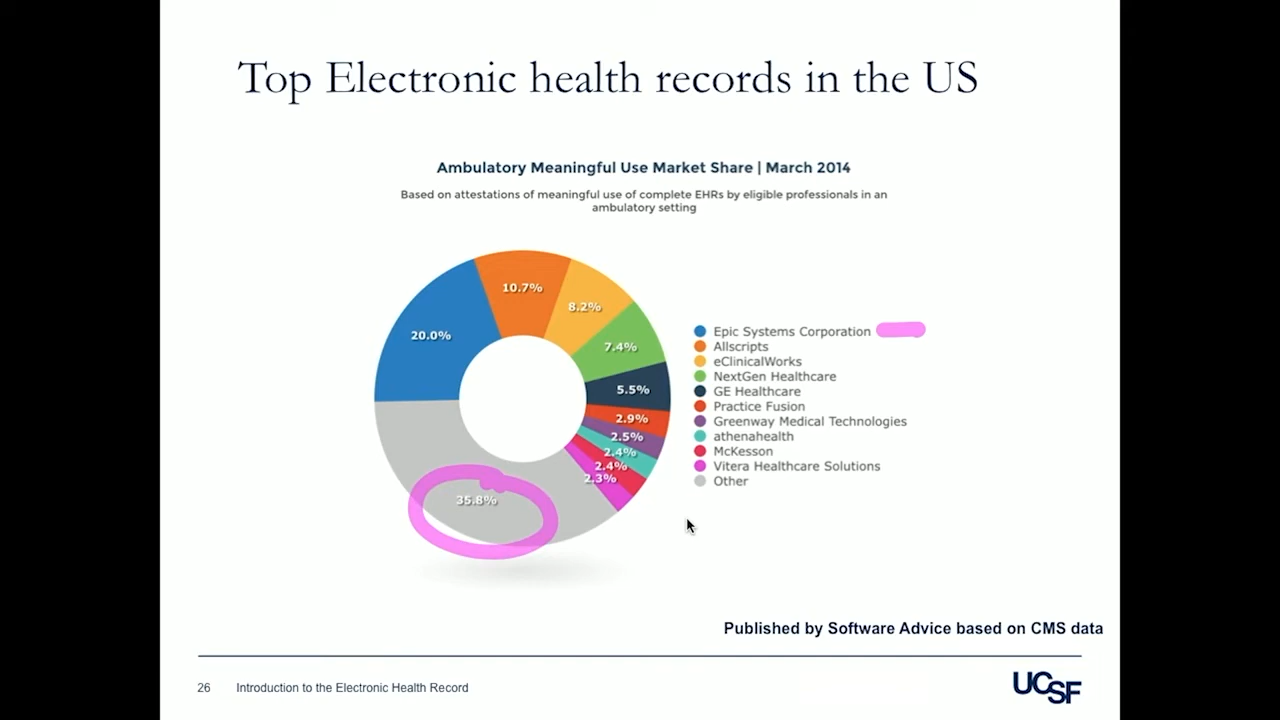 Top Electronic health records in the US
Ambulatory Meaningful Use Market Share | March 2014
Based on attestations of meaningful use of complete EHRs by eligible professionals in an
ambulatory setting
10.7%
8.2%
20.0%
7.4%
5.5%
2.9%
2.5%
2.4%
2.4%
2.3%
35.8%
Epic Systems Corporation
Allscripts
eClinicalWorks
NextGen Healthcare
GE Healthcare
Practice Fusion
Greenway Medical Technologies
athenahealth
McKesson
Vitera Healthcare Solutions
Other
Published by Software Advice based on CMS data
26 Introduction to the Electronic Health Record
UCSF